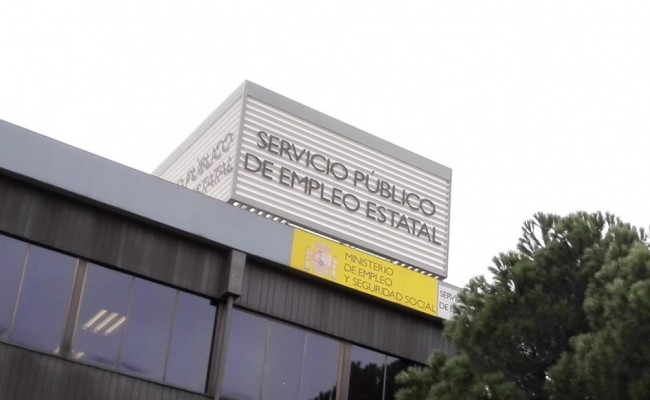 SERVICIO PÚBLICO
DE EMPLEO ESTATAL
MINISTERIO
DE EMPLEO
Y SEGURIDAD SOCIAL